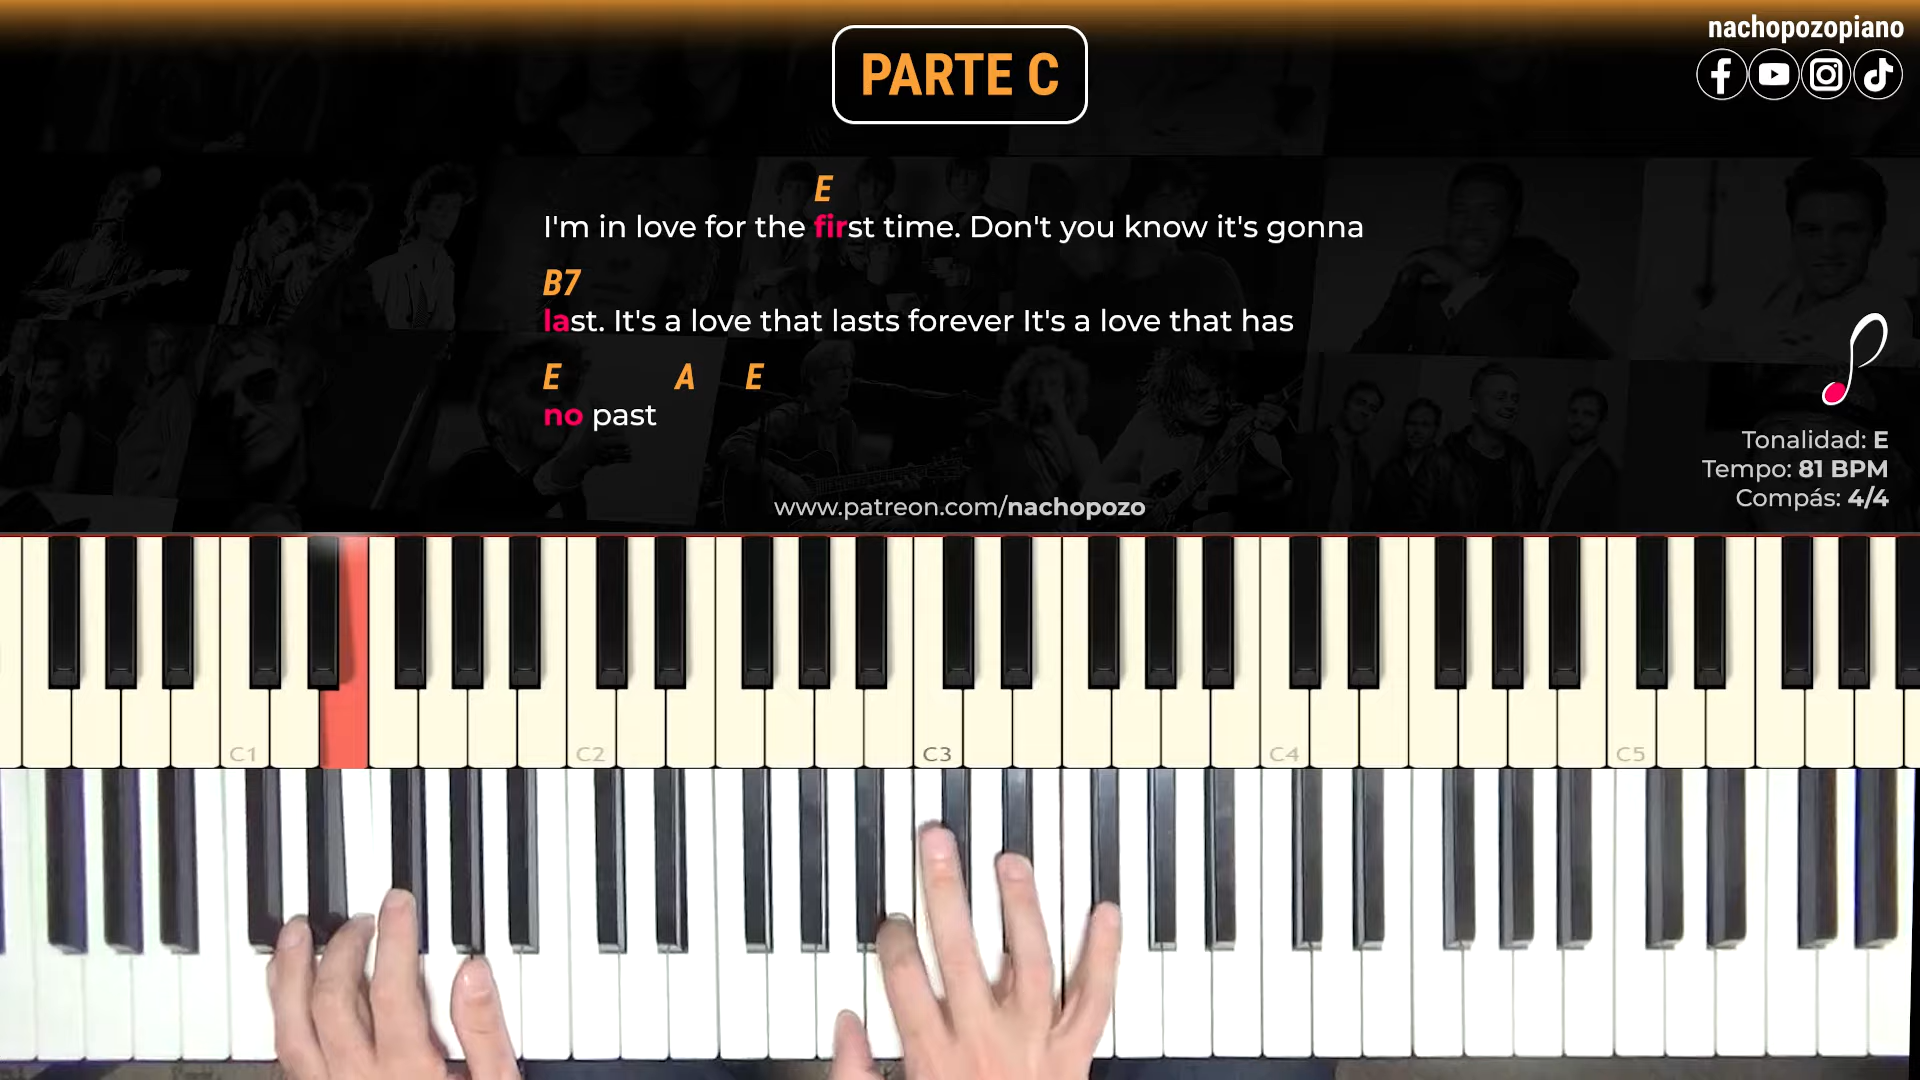 nachopozopiano
PARTE C
E
I'm in love for the first time. Don't you know it's gonna
B7
last. It's a love that lasts forever It's a love that has
E A E
no past
Tonalidad: E
Tempo: 81 BPM
Compás: 4/4
www.patreon.com/nachopozo
C1 C2 C3 C4 C5